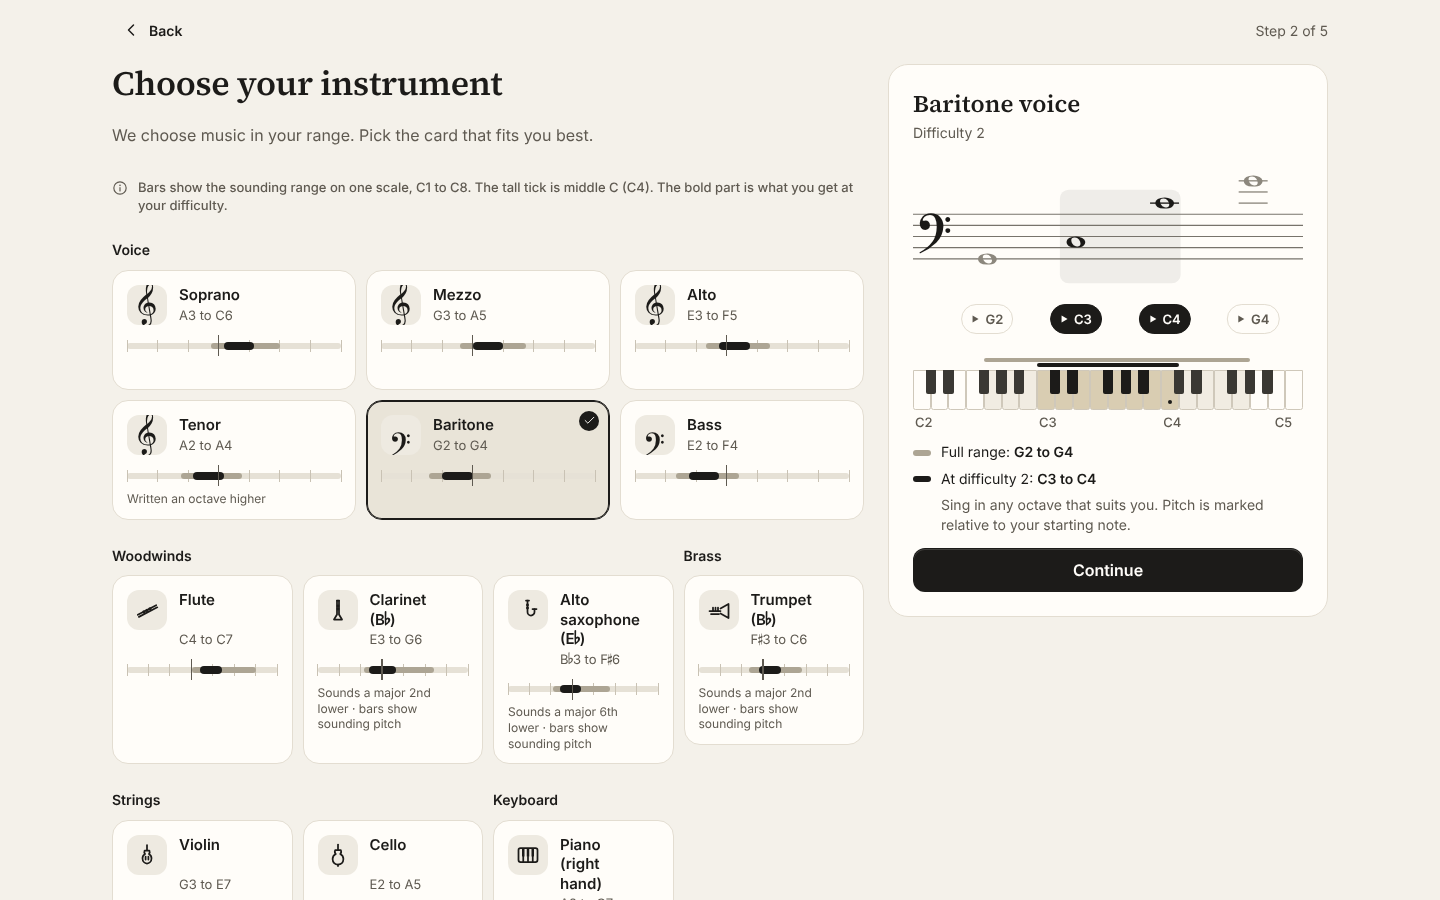 Back
Step 2 of 5
Choose your instrument
We choose music in your range. Pick the card that fits you best.
Bars show the sounding range on one scale, C1 to C8. The tall tick is middle C (C4). The bold part is what you get at
your difficulty.
Voice
Soprano
A3 to C6
Mezzo
G3 to A5
Alto
E3 to F5
Tenor
A2 to A4
Written an octave higher
Baritone
G2 to G4
Bass
E2 to F4
Woodwinds
Flute
C4 to C7
Clarinet
(B♭)
E3 to G6
Sounds a major 2nd
lower · bars show
sounding pitch
Alto
saxophone
(E♭)
B♭3 to F♯6
Sounds a major 6th
lower · bars show
sounding pitch
Brass
Trumpet
(B♭)
F♯3 to C6
Sounds a major 2nd
lower · bars show
sounding pitch
Strings
Violin
G3 to E7
Cello
E2 to A5
Keyboard
Piano
(right
hand)
Baritone voice
Difficulty 2
G2
C3
C4
G4
C2
C3
C4
C5
Full range: G2 to G4
At difficulty 2: C3 to C4
Sing in any octave that suits you. Pitch is marked
relative to your starting note.
Continue